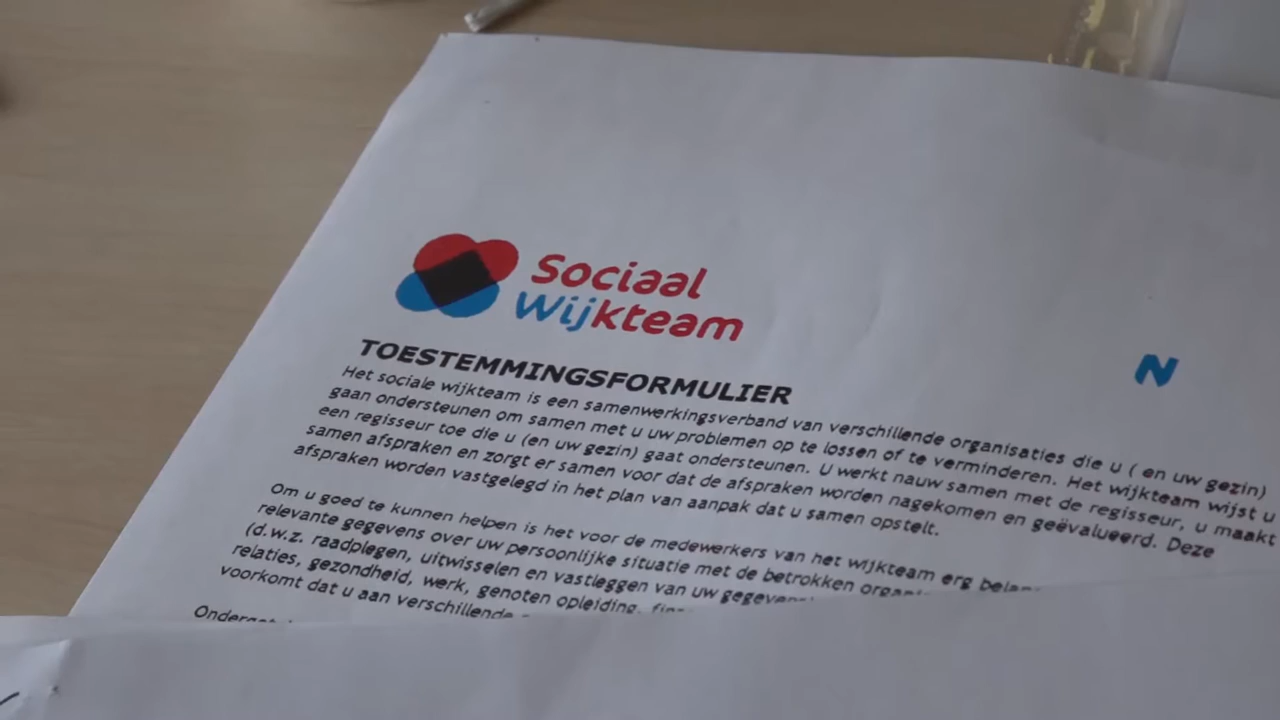 Sociaal
Wijkteam
N
TOESTEMMINGSFORMULIER
Het sociale wijkteam is een samenwerkingsverband van verschillende organisaties die u ( en uw gezin)
gaan ondersteunen om samen met u uw problemen op te lossen of te verminderen. Het wijkteam wijst u
een regisseur toe die u (en uw gezin) gaat ondersteunen. U werkt nauw samen met de regisseur, u maakt
samen afspraken en zorgt er samen voor dat de afspraken worden nagekomen en geëvalueerd. Deze
afspraken worden vastgelegd in het plan van aanpak dat u samen opstelt.
Om u goed te kunnen helpen is het voor de medewerkers van het wijkteam erg
relevante gegevens over uw persoonlijke situatie met de betrokken
(d.w.z. raadplegen, uitwisselen en vastleggen van uw
relaties, gezondheid, werk, genoten opleiding,
voorkomt dat u aan verschillende